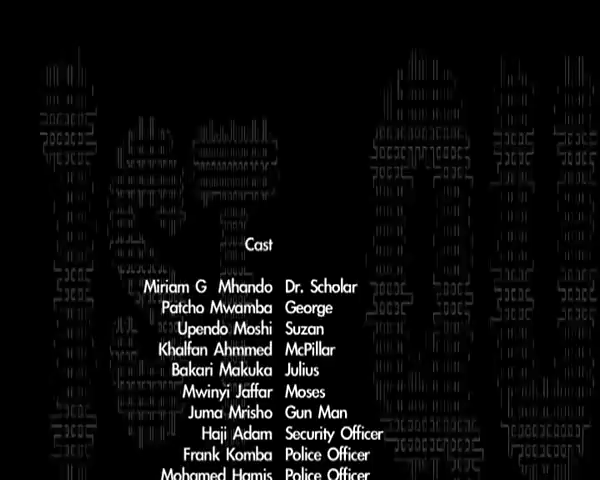 Cast
Miriam G Mhando Dr. Scholar
Patcho Mwamba George
Upendo Moshi Suzan
Khalfan Ahmmed McPillar
Bakari Makuka Julius
Mwinyi Jaffar Moses
Juma Mrisho Gun Man
Haji Adam Security Officer
Frank Komba Police Officer
Mohamed Hamis Police Officer